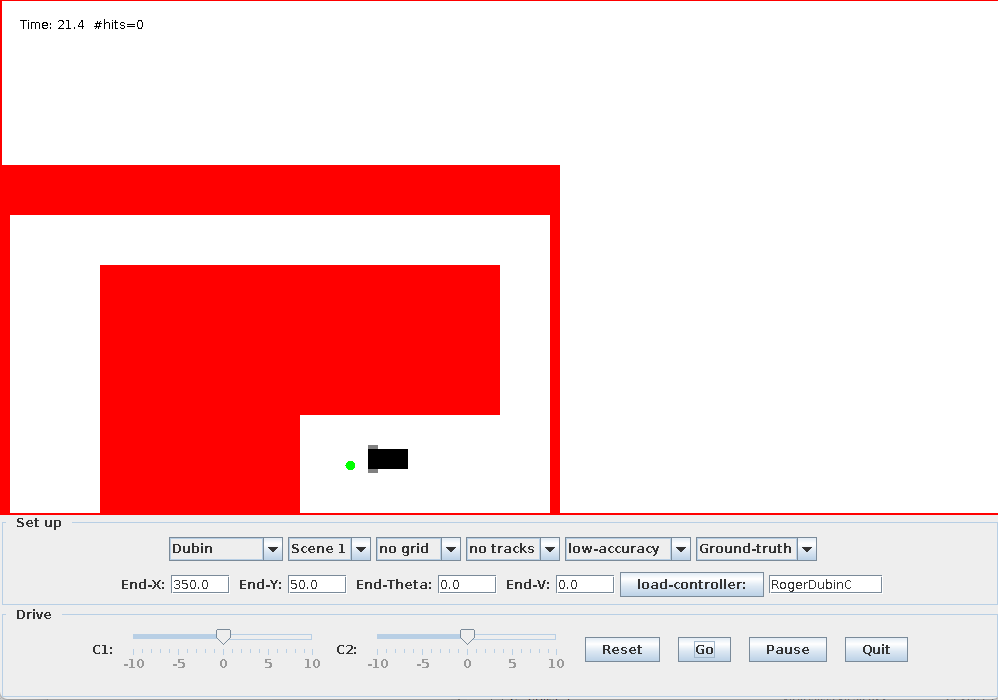 Time: 21.4 #hits=0
Set up
Dubin Scene 1 no grid no tracks low-accuracy Ground-truth
End-X: 350.0 End-Y: 50.0 End-Theta: 0.0 End-V: 0.0 load-controller: RogerDubinC
Drive
C1: -10 -5 0 5 10 C2: -10 -5 0 5 10 Reset Go Pause Quit